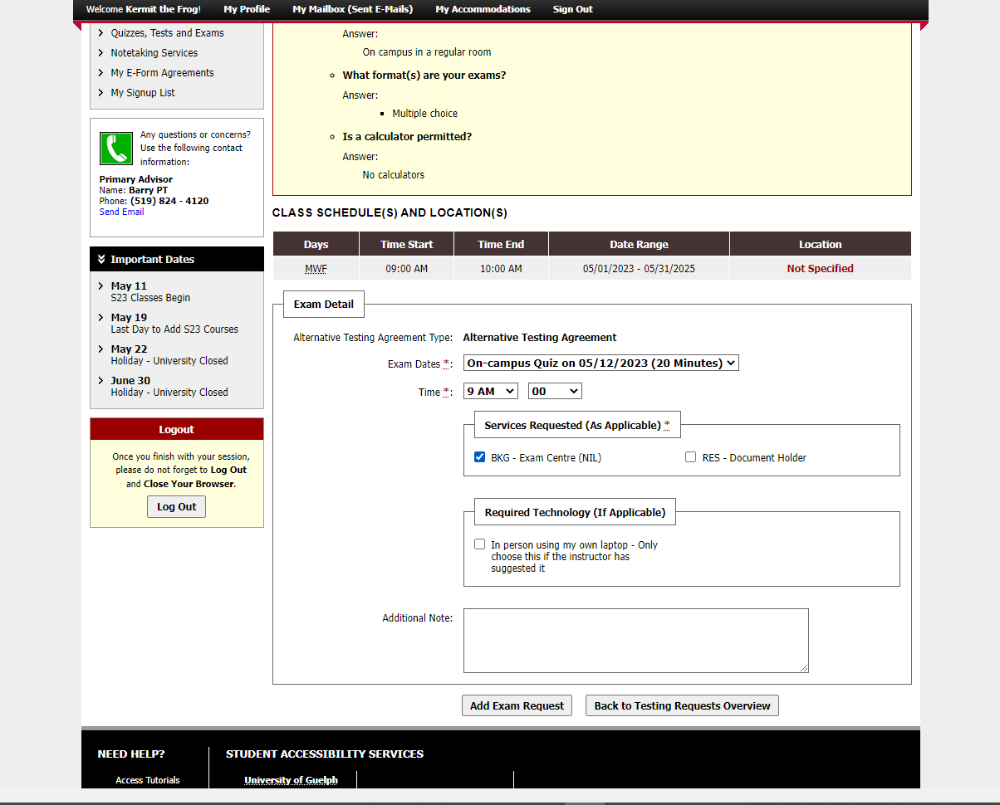 Welcome Kermit the Frog! My Profile My Mailbox (Sent E-Mails) My Accommodations Sign Out
Quizzes, Tests and Exams
Notetaking Services
My E-Form Agreements
My Signup List
Any questions or concerns?
Use the following contact
information:
Primary Advisor
Name: Barry PT
Phone: (519) 824 - 4120
Send Email
Important Dates
May 11
S23 Classes Begin
May 19
Last Day to Add S23 Courses
May 22
Holiday - University Closed
June 30
Holiday - University Closed
Logout
Once you finish with your session,
please do not forget to Log Out
and Close Your Browser.
Log Out
Answer:
On campus in a regular room
What format(s) are your exams?
Answer:
Multiple choice
Is a calculator permitted?
Answer:
No calculators
CLASS SCHEDULE(S) AND LOCATION(S)
Days Time Start Time End Date Range Location
MWF 09:00 AM 10:00 AM 05/01/2023 - 05/31/2025 Not Specified
Exam Detail
Alternative Testing Agreement Type: Alternative Testing Agreement
Exam Dates *: On-campus Quiz on 05/12/2023 (20 Minutes)
Time *: 9 AM 00
Services Requested (As Applicable) *
BKG - Exam Centre (NIL) RES - Document Holder
Required Technology (If Applicable)
In person using my own laptop - Only
choose this if the instructor has
suggested it
Additional Note:
Add Exam Request Back to Testing Requests Overview
NEED HELP? STUDENT ACCESSIBILITY SERVICES
Access Tutorials University of Guelph